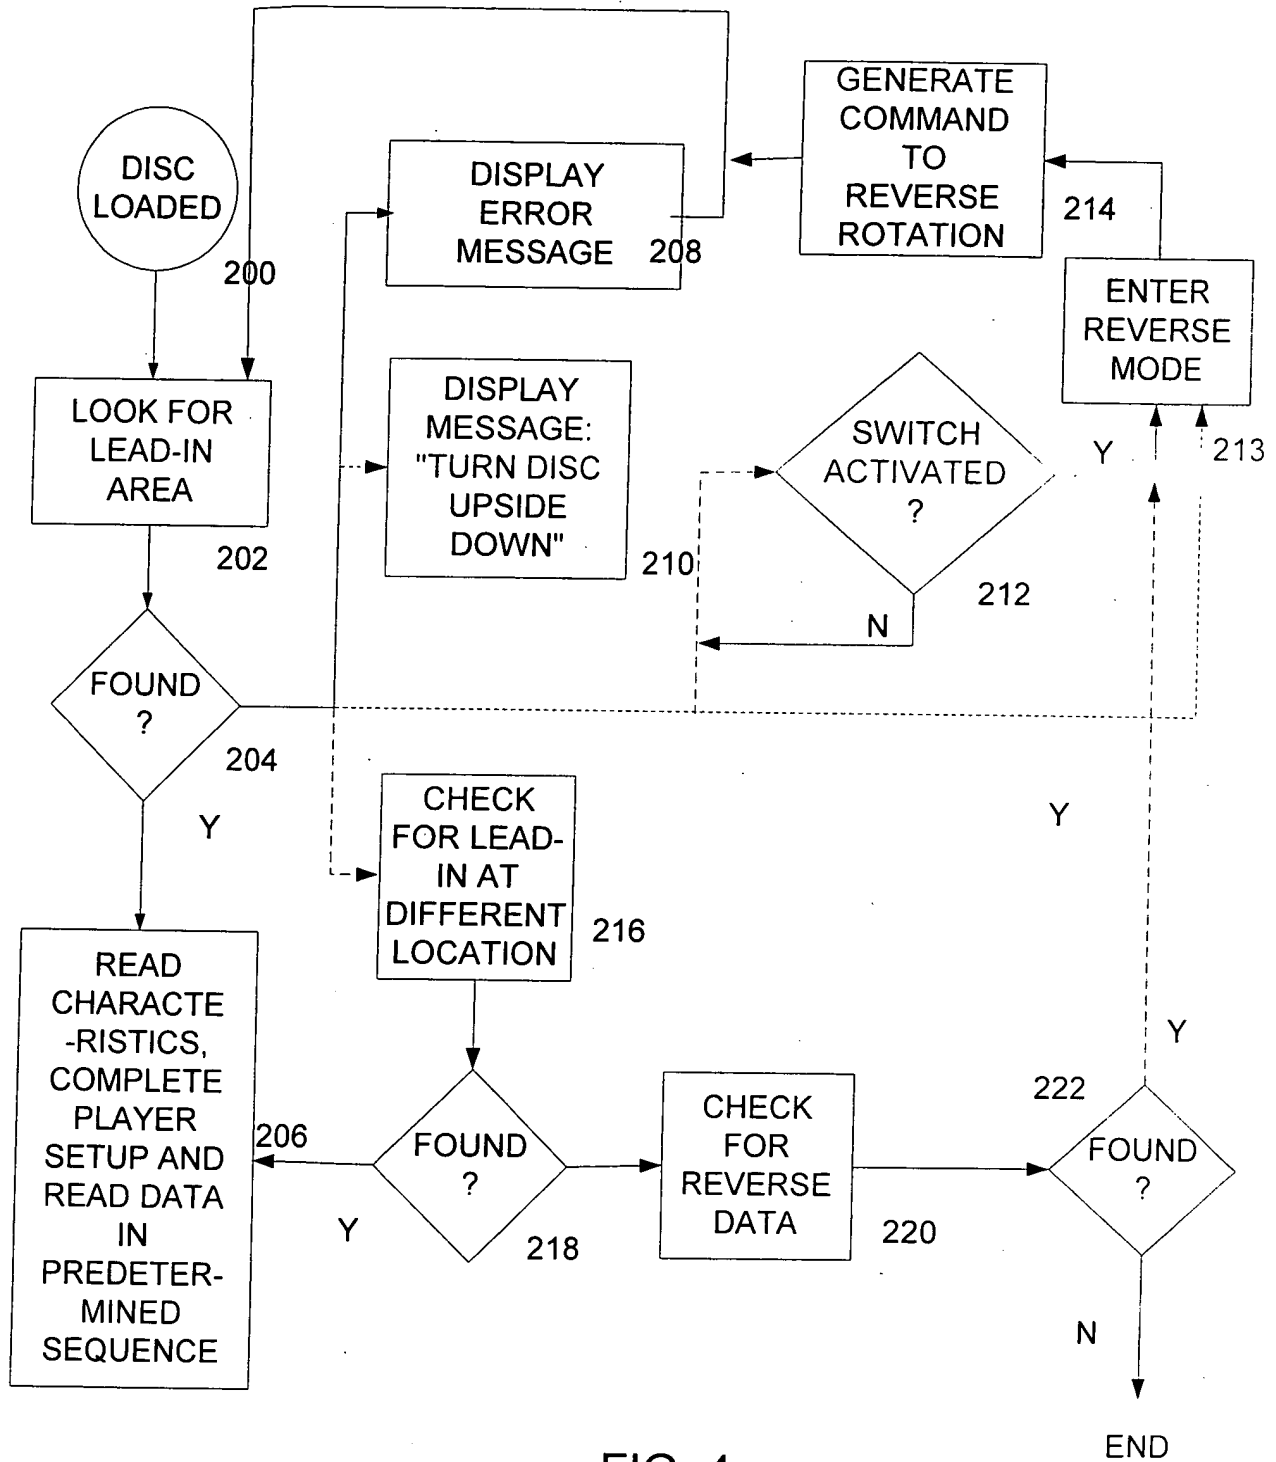 DISC
LOADED
200
LOOK FOR
LEAD-IN
AREA
202
FOUND
?
204
Y
READ
CHARACTE
-RISTICS,
COMPLETE
PLAYER
SETUP AND
READ DATA
IN
PREDETER-
MINED
SEQUENCE
206
DISPLAY
ERROR
MESSAGE
208
DISPLAY
MESSAGE:
"TURN DISC
UPSIDE
DOWN"
210
GENERATE
COMMAND
TO
REVERSE
ROTATION
214
ENTER
REVERSE
MODE
213
SWITCH
ACTIVATED
?
Y
212
N
CHECK
FOR LEAD-
IN AT
DIFFERENT
LOCATION
216
FOUND
?
Y
218
CHECK
FOR
REVERSE
DATA
220
Y
Y
222
FOUND
?
N
END